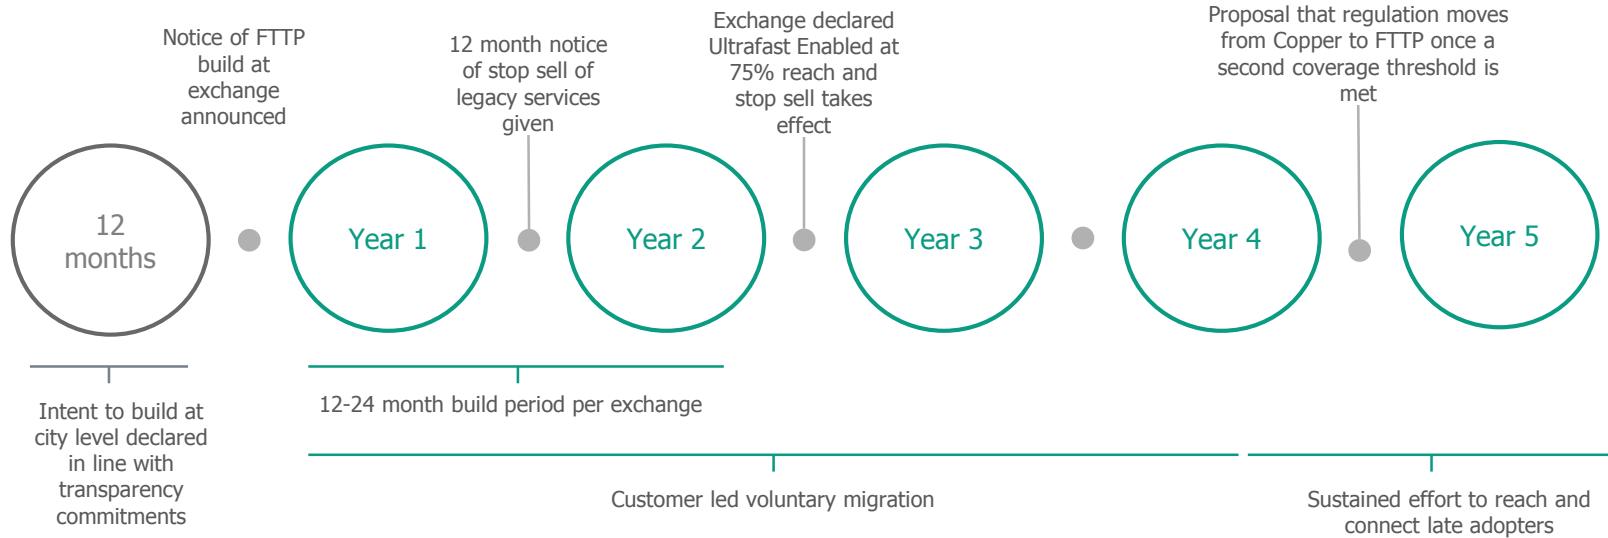 Notice of FTTP
build at
exchange
announced
12 month notice
of stop sell of
legacy services
given
Exchange declared
Ultrafast Enabled at
75% reach and
stop sell takes
effect
Proposal that regulation moves
from Copper to FTTP once a
second coverage threshold is
met
12
months
Year 1
Year 2
Year 3
Year 4
Year 5
Intent to build at
city level declared
in line with
transparency
commitments
12-24 month build period per exchange
Customer led voluntary migration
Sustained effort to reach and
connect late adopters